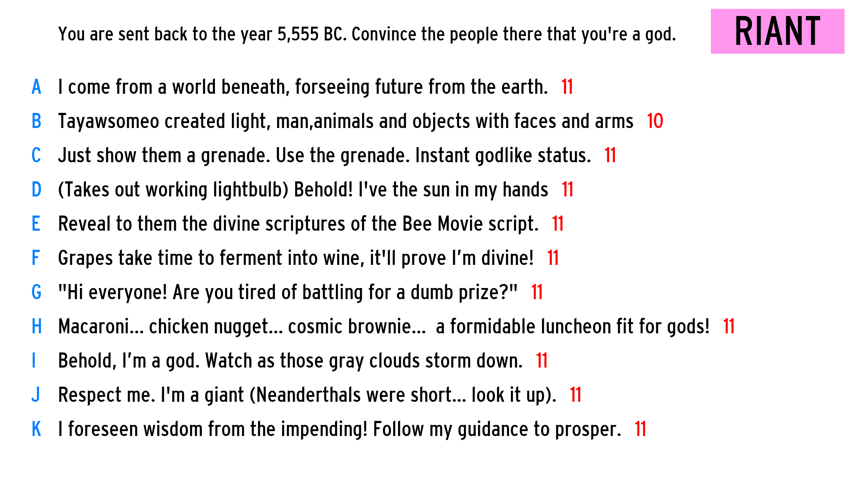 You are sent back to the year 5,555 BC. Convince the people there that you're a god.
RIANT
A I come from a world beneath, forseeing future from the earth. 11
B Tayawsomeo created light, man,animals and objects with faces and arms 10
C Just show them a grenade. Use the grenade. Instant godlike status. 11
D (Takes out working lightbulb) Behold! I've the sun in my hands 11
E Reveal to them the divine scriptures of the Bee Movie script. 11
F Grapes take time to ferment into wine, it'll prove I’m divine! 11
G "Hi everyone! Are you tired of battling for a dumb prize?" 11
H Macaroni... chicken nugget... cosmic brownie... a formidable luncheon fit for gods! 11
I Behold, I’m a god. Watch as those gray clouds storm down. 11
J Respect me. I'm a giant (Neanderthals were short... look it up). 11
K I foreseen wisdom from the impending! Follow my guidance to prosper. 11